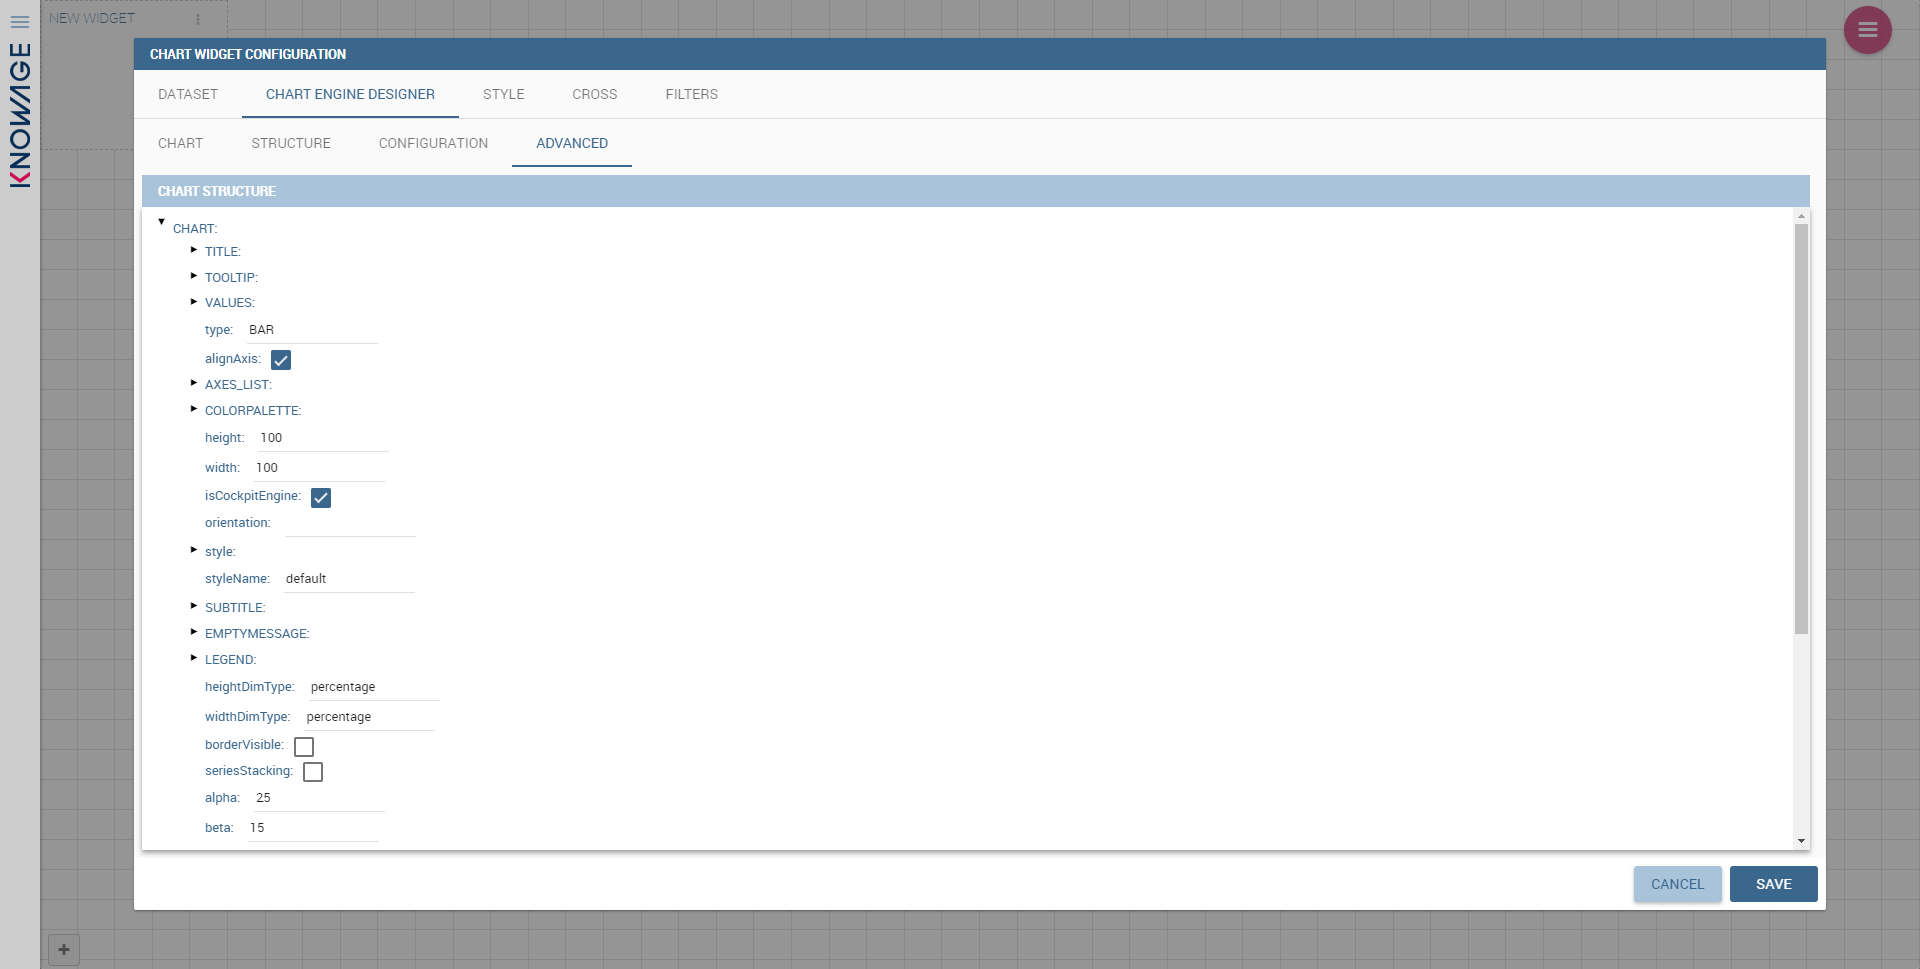 NEW WIDGET
KNOWAGE
CHART WIDGET CONFIGURATION
DATASET CHART ENGINE DESIGNER STYLE CROSS FILTERS
CHART STRUCTURE CONFIGURATION ADVANCED
CHART STRUCTURE
CHART:
TITLE:
TOOLTIP:
VALUES:
type: BAR
alignAxis:
AXES_LIST:
COLORPALETTE:
height: 100
width: 100
isCockpitEngine:
orientation:
style:
styleName: default
SUBTITLE:
EMPTYMESSAGE:
LEGEND:
heightDimType: percentage
widthDimType: percentage
borderVisible:
seriesStacking:
alpha: 25
beta: 15
CANCEL SAVE